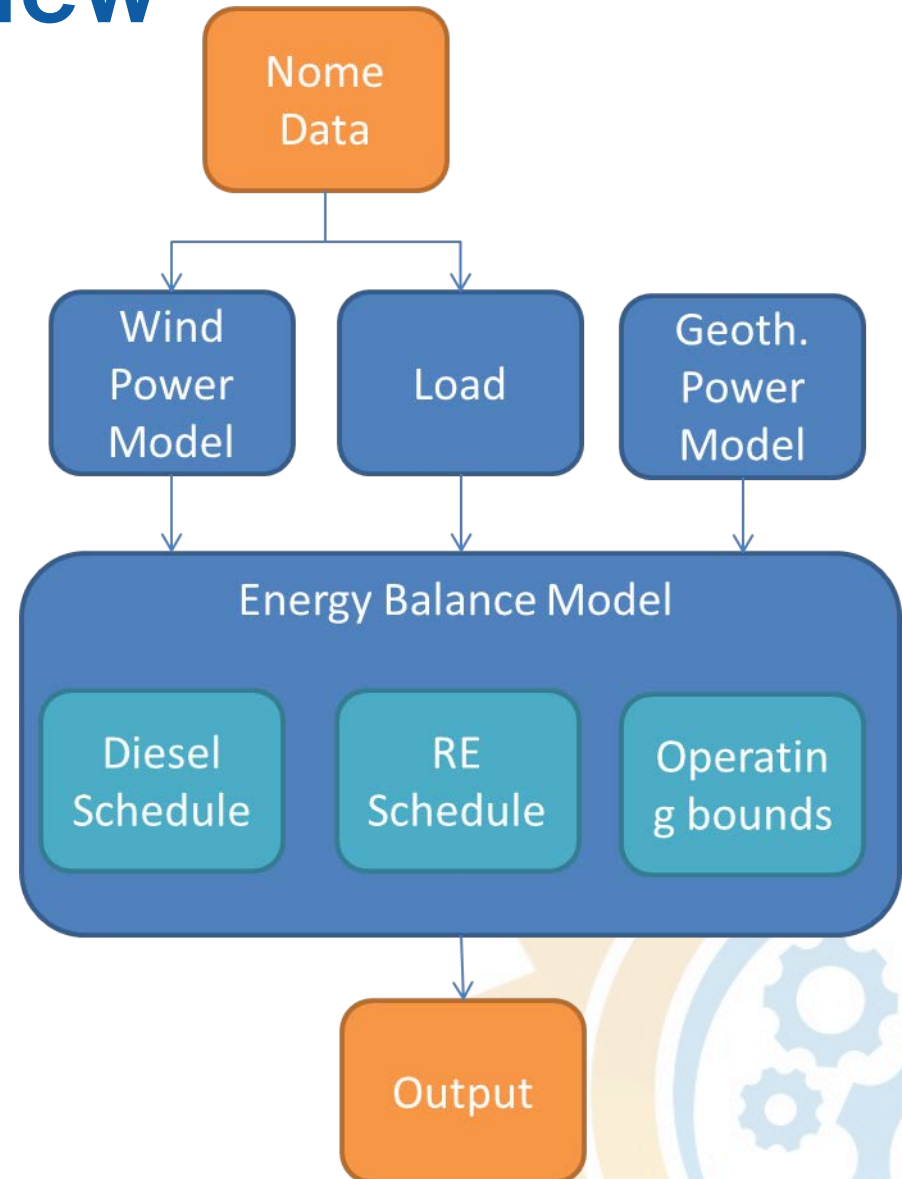 Nome
Data
Wind
Power
Model
Load
Geoth.
Power
Model
Energy Balance Model
Diesel
Schedule
RE
Schedule
Operatin
g bounds
Output